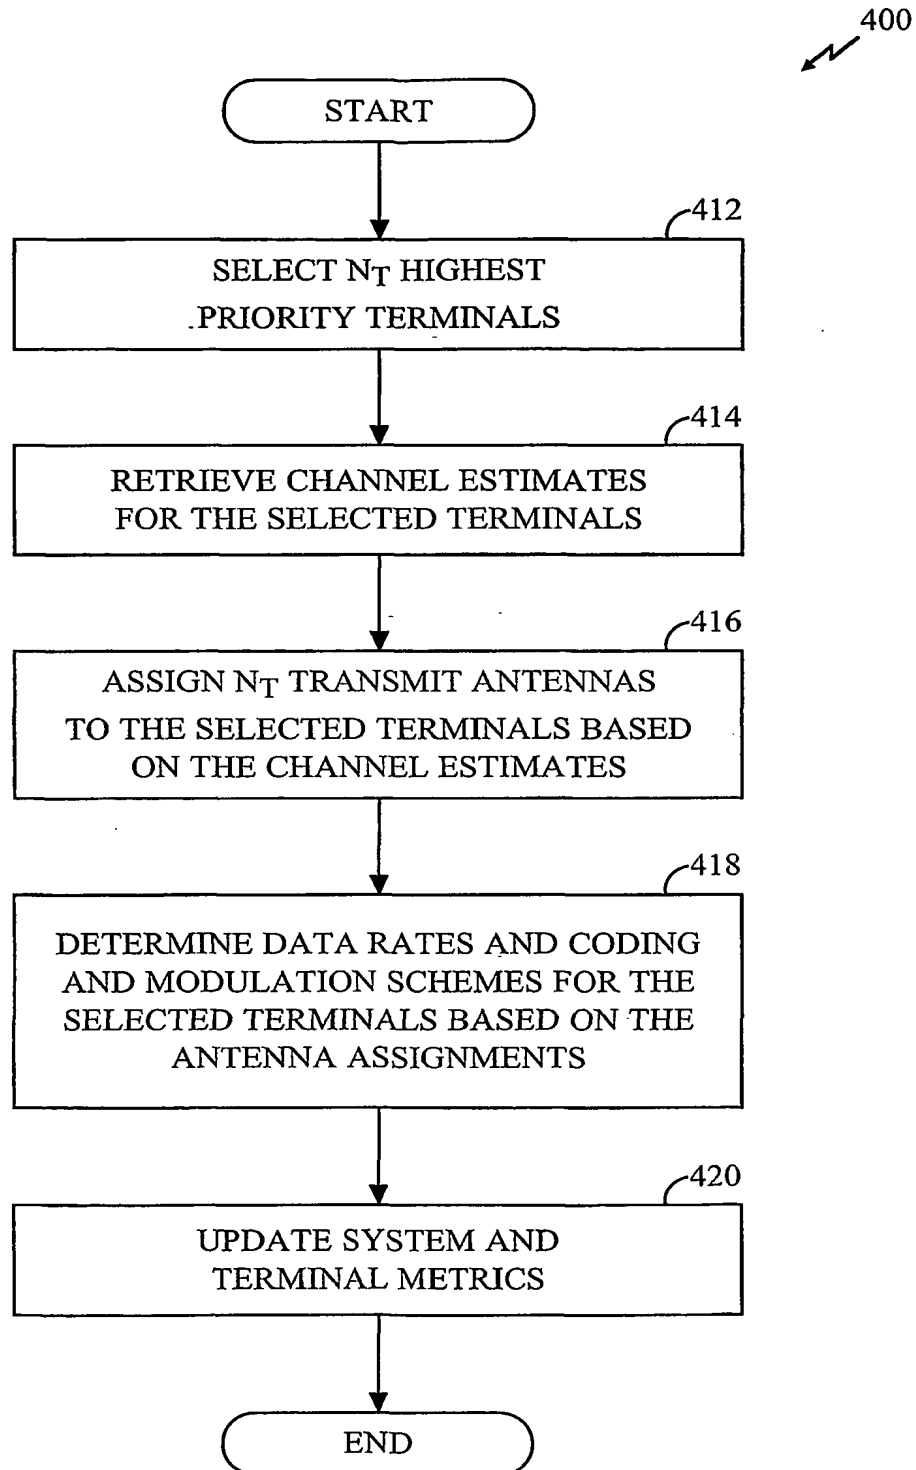 400
START
412
SELECT NT HIGHEST
PRIORITY TERMINALS
414
RETRIEVE CHANNEL ESTIMATES
FOR THE SELECTED TERMINALS
416
ASSIGN NT TRANSMIT ANTENNAS
TO THE SELECTED TERMINALS BASED
ON THE CHANNEL ESTIMATES
418
DETERMINE DATA RATES AND CODING
AND MODULATION SCHEMES FOR THE
SELECTED TERMINALS BASED ON THE
ANTENNA ASSIGNMENTS
420
UPDATE SYSTEM AND
TERMINAL METRICS
END